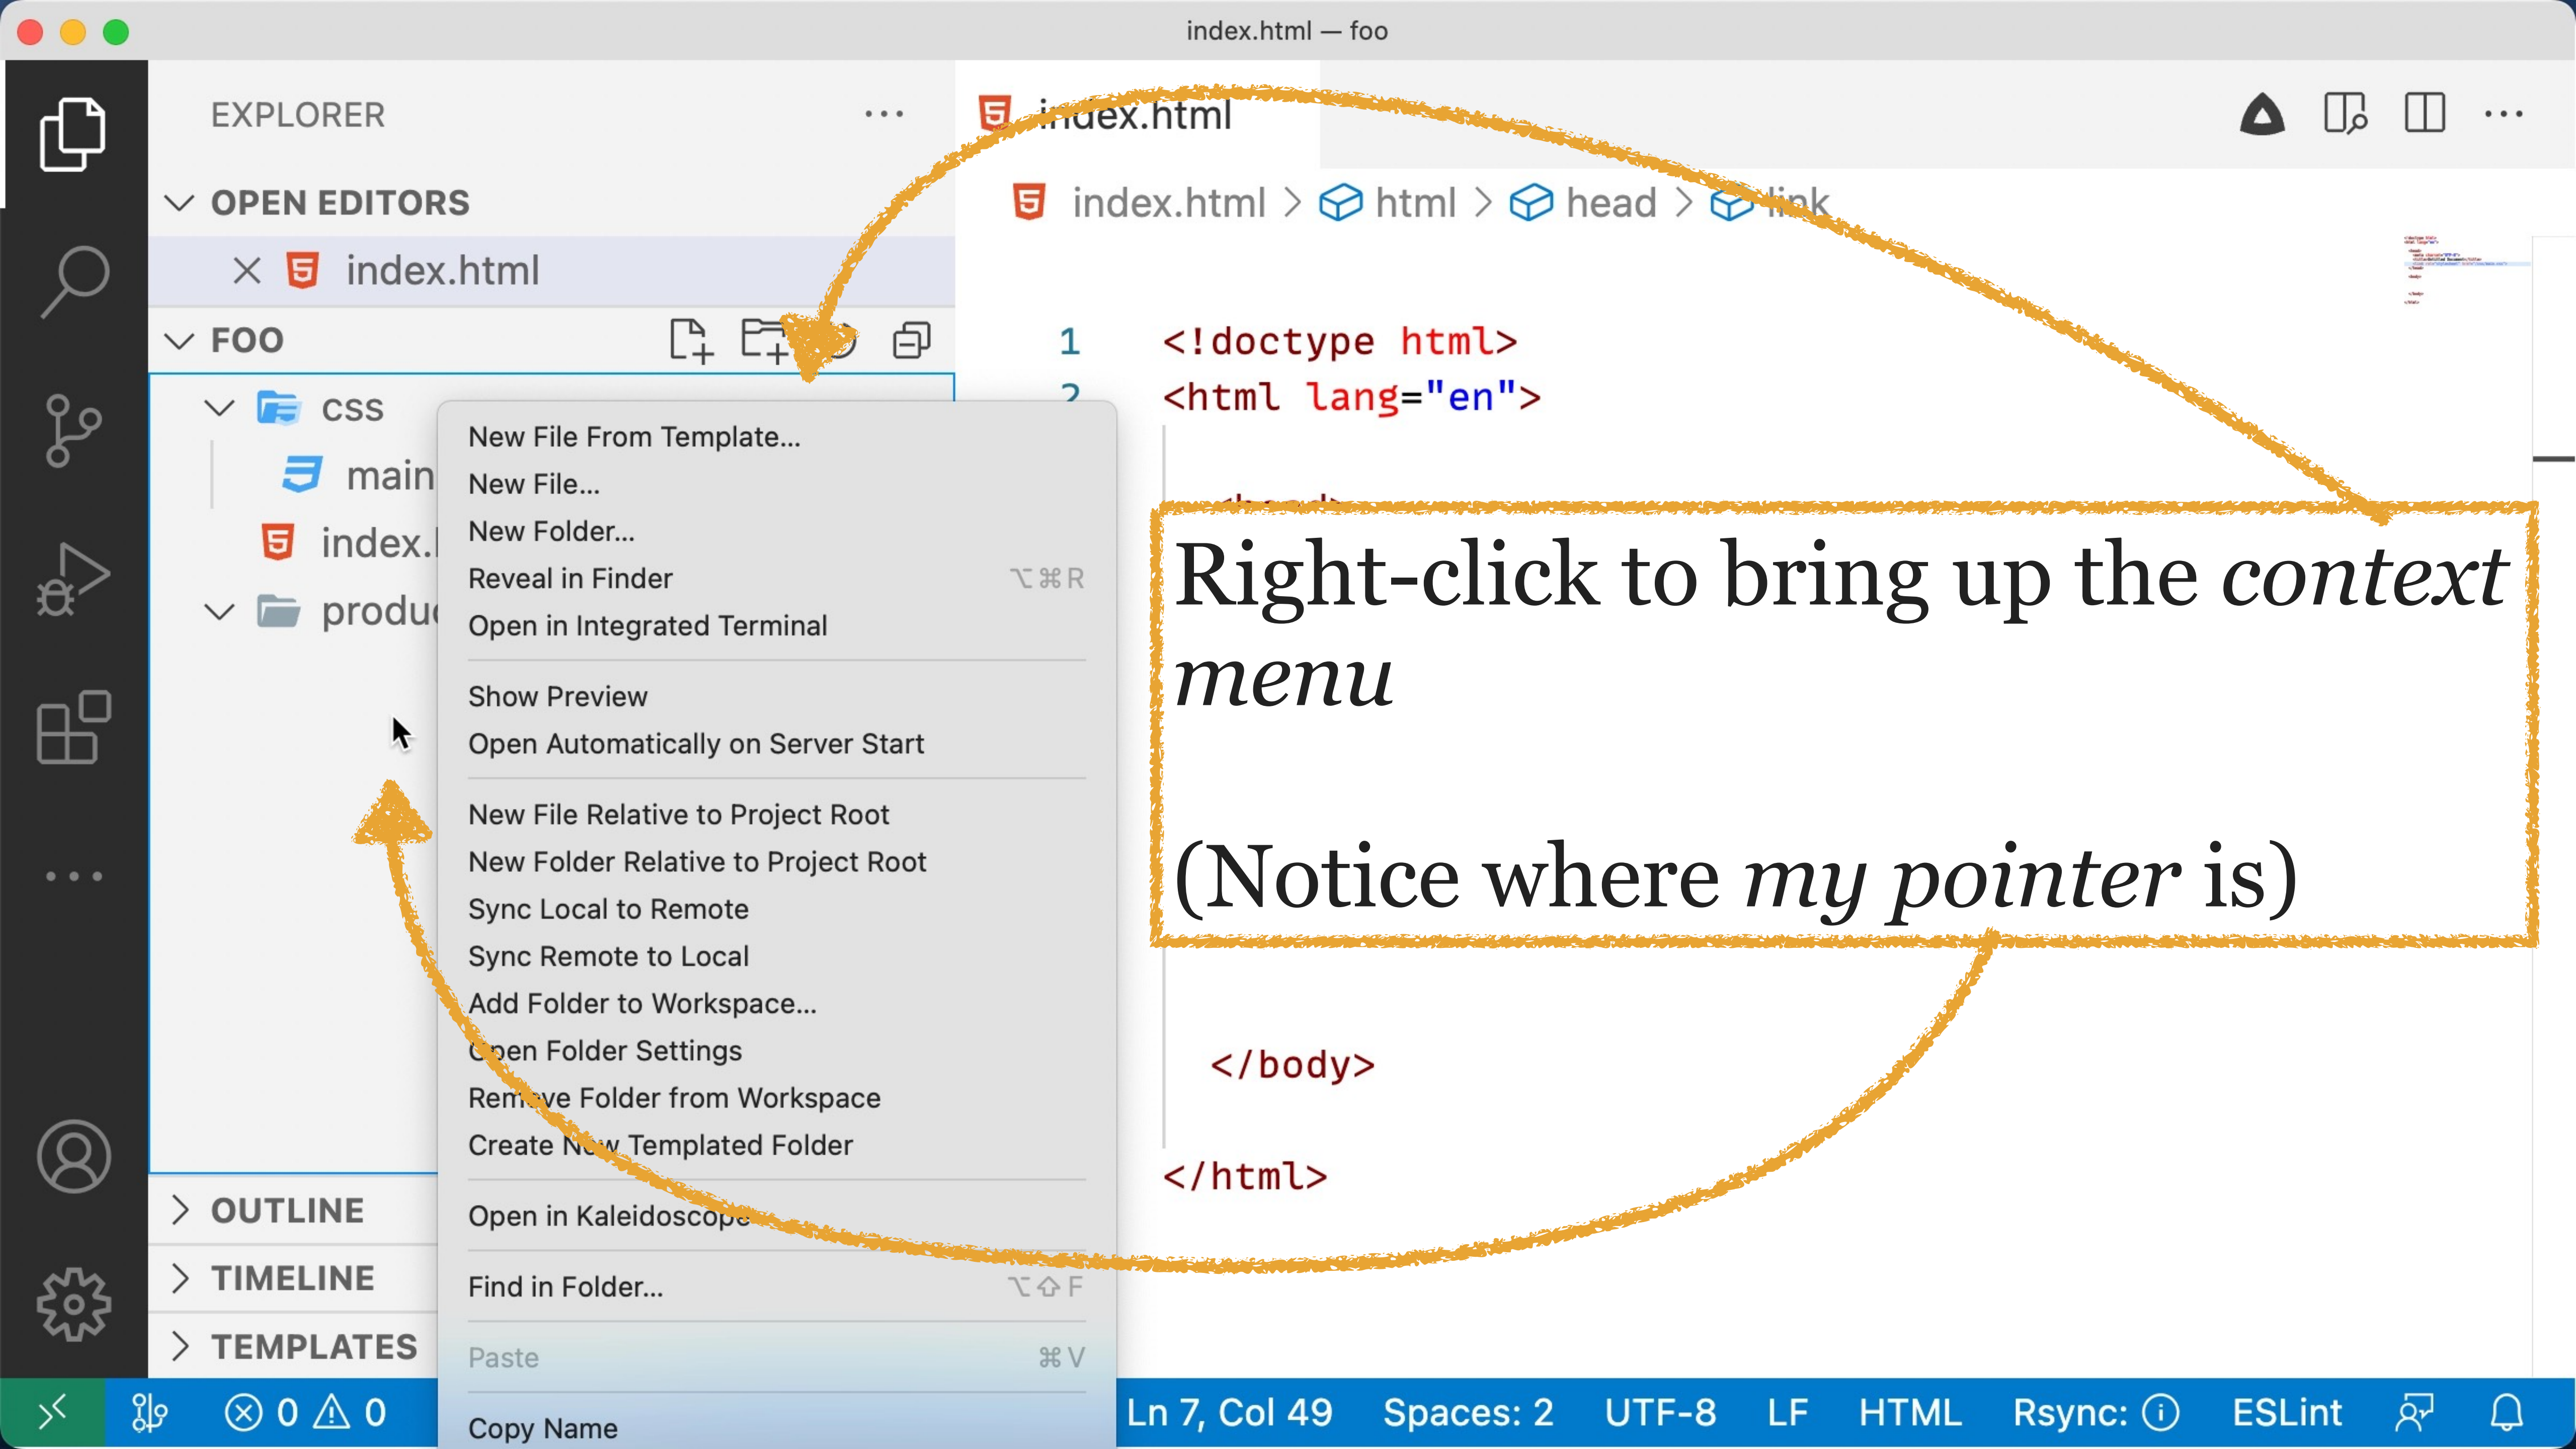 index.html — foo
EXPLORER
index.html
OPEN EDITORS
index.html > html > head > link
index.html
FOO
1 <!doctype html>
2 <html lang="en">
css
main
index.
produc
New File From Template...
New File...
New Folder...
Reveal in Finder ⌥⌘R
Open in Integrated Terminal
Show Preview
Open Automatically on Server Start
New File Relative to Project Root
New Folder Relative to Project Root
Sync Local to Remote
Sync Remote to Local
Add Folder to Workspace...
Open Folder Settings
Remove Folder from Workspace
Create New Templated Folder
Open in Kaleidoscope
Find in Folder... ⌥⇧F
Paste ⌘V
Copy Name
<head>
Right-click to bring up the context
menu
(Notice where my pointer is)
</body>
</html>
OUTLINE
TIMELINE
TEMPLATES
0 0
Ln 7, Col 49 Spaces: 2 UTF-8 LF HTML Rsync: ESLint